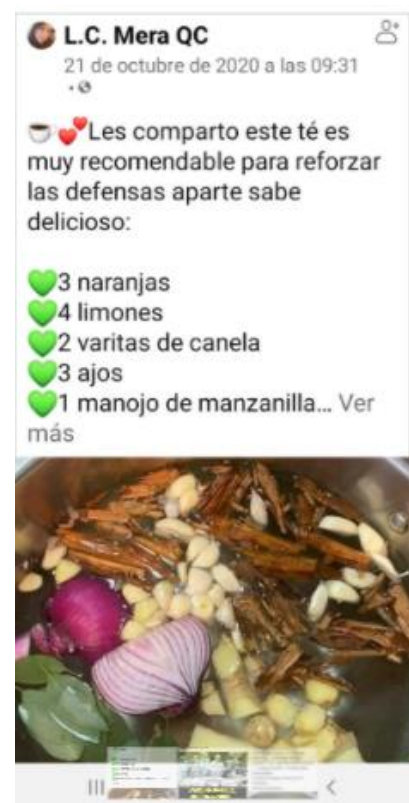 L.C. Mera QC
21 de octubre de 2020 a las 09:31
☕💕Les comparto este té es
muy recomendable para reforzar
las defensas aparte sabe
delicioso:
💚3 naranjas
💚4 limones
💚2 varitas de canela
💚3 ajos
💚1 manojo de manzanilla... Ver
más